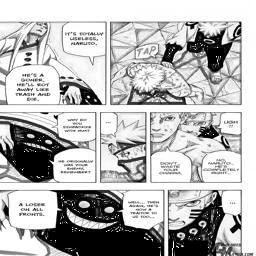 TAP
IT'S TOTALLY
USELESS,
NARUTO.
HE'S A
GONER.
HE'LL ROT
AWAY LIKE
TRASH AND
DIE.
UGH
!!
...
NO,
NARUTO...
HE'S
COMPLETELY
RIGHT.
DON'T
WASTE
YOUR
CHAKRA.
WHY DO
YOU
SYMPATHIZE
WITH HIM?
HE
ORIGINALLY
WAS YOUR
ENEMY,
REMEMBER?
...
WELL... THEN
AGAIN, HE'S
NOW A
TRAITOR TO
US TOO...
A LOSER
ON ALL
FRONTS.